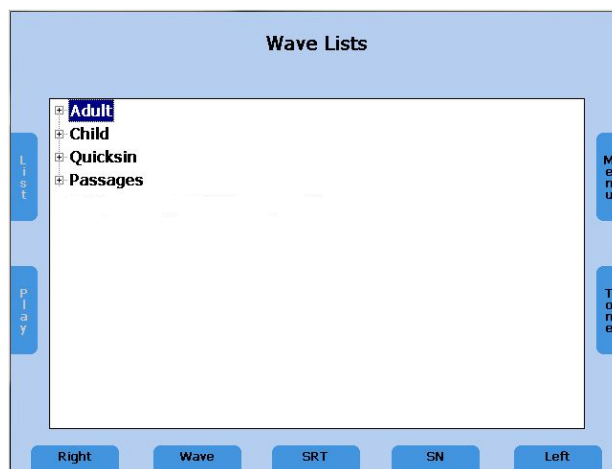 Wave Lists
Adult
Child
Quicksin
Passages
List
Menu
Play
Tone
Right
Wave
SRT
SN
Left